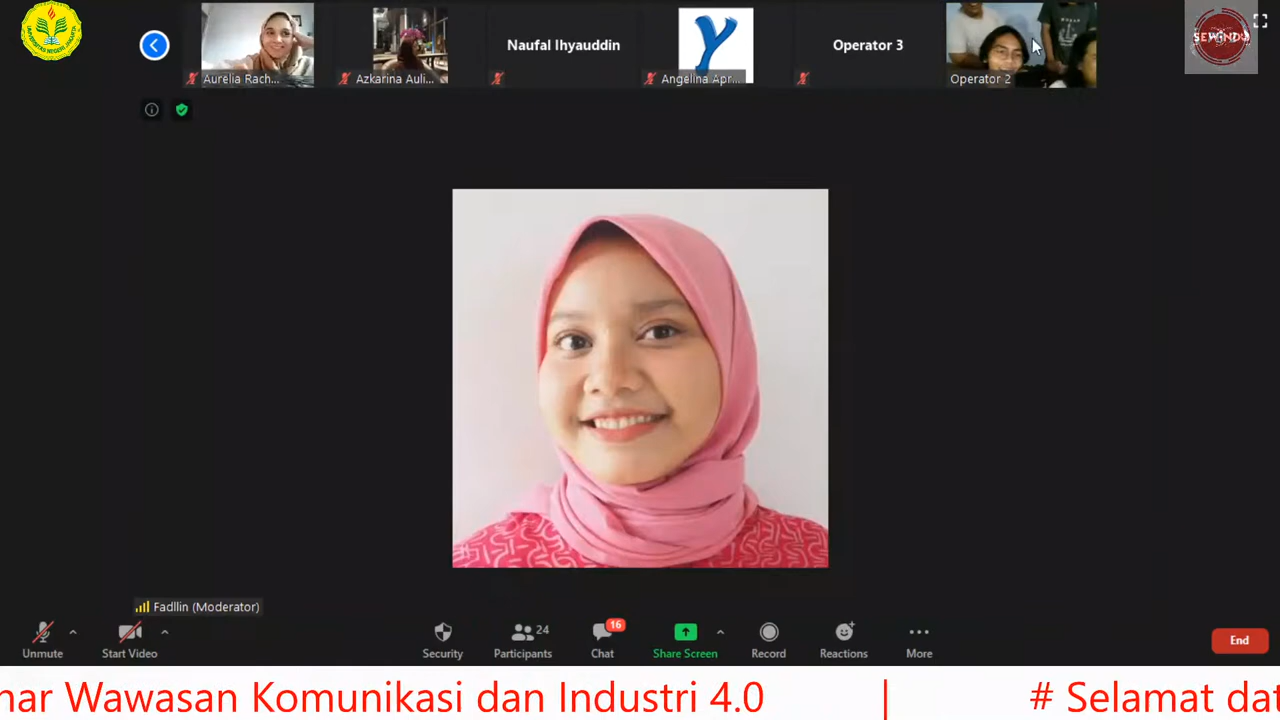 Naufal Ihyauddin
Operator 3
SEWINDU
Aurelia Rach...
Azkarina Auli...
Angelina Apr...
Operator 2
Fadllin (Moderator)
24
16
Unmute
Start Video
Security
Participants
Chat
Share Screen
Record
Reactions
More
End
nar Wawasan Komunikasi dan Industri 4.0 | # Selamat dat